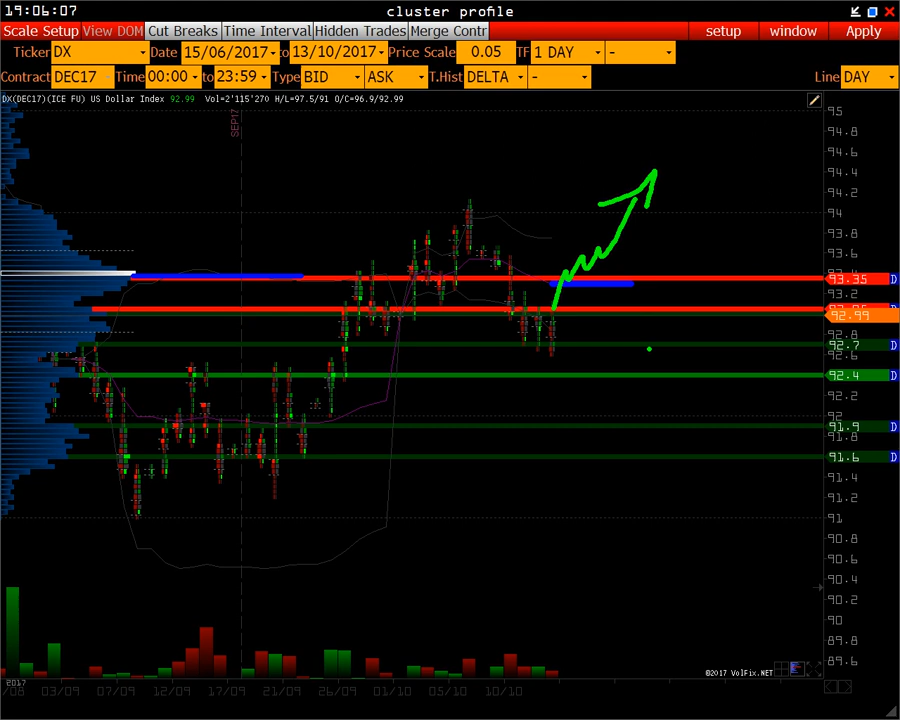 19:06:07 cluster profile
Scale Setup View DOM Cut Breaks Time Interval Hidden Trades Merge Contr setup window Apply
Ticker DX Date 15/06/2017 to 13/10/2017 Price Scale 0.05 TF 1 DAY -
Contract DEC17 Time 00:00 to 23:59 Type BID ASK T.Hist DELTA - Line DAY
DX(DEC17)(ICE FU) US Dollar Index 92.99 Vol=2'115'270 H/L=97.5/91 O/C=96.9/92.99
95
SEP17
94.8
94.6
94.4
94.2
94
93.8
93.6
93.35 D
93.2
92.99
92.8
92.7 D
92.6
92.4 D
92.2
92
91.9 D
91.8
91.6 D
91.4
91.2
91
90.8
90.6
90.4
90.2
90
89.8
89.6
©2017 VolFix.NET
2017
/08 03/09 07/09 12/09 17/09 21/09 26/09 01/10 05/10 10/10